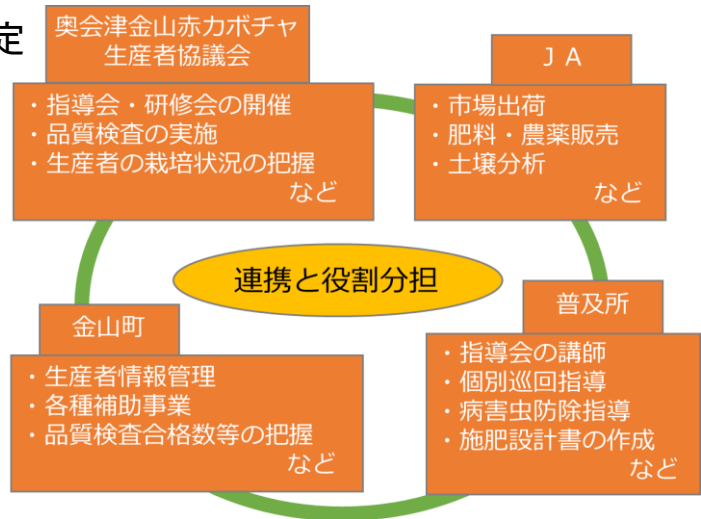 定
奥会津金山赤カボチャ
生産者協議会
・指導会・研修会の開催
・品質検査の実施
・生産者の栽培状況の把握
など
ＪＡ
・市場出荷
・肥料・農薬販売
・土壌分析
など
連携と役割分担
金山町
・生産者情報管理
・各種補助事業
・品質検査合格数等の把握
など
普及所
・指導会の講師
・個別巡回指導
・病害虫防除指導
・施肥設計書の作成
など